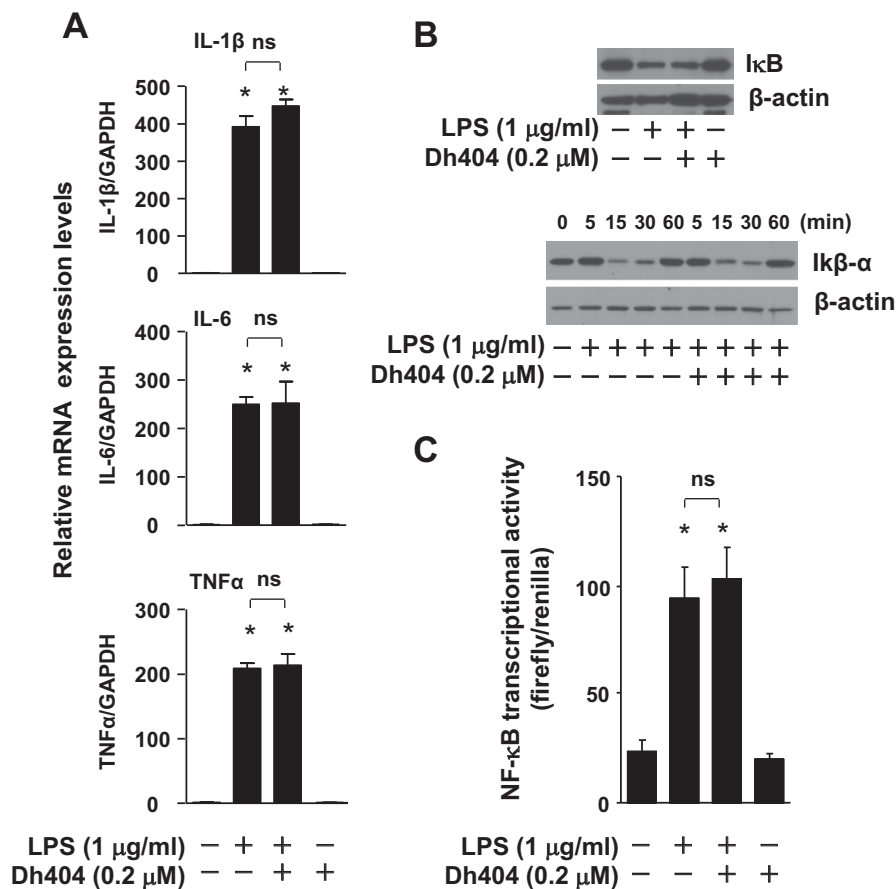 A
IL-1β ns
* *
500
400
300
200
100
0
IL-1β/GAPDH
IL-6 ns
* *
400
300
200
100
0
IL-6/GAPDH
TNFα ns
* *
300
200
100
0
TNFα/GAPDH
Relative mRNA expression levels
LPS (1 µg/ml) − + + −
Dh404 (0.2 µM) − − + +
B
IκB
β-actin
LPS (1 µg/ml) − + + −
Dh404 (0.2 µM) − − + +
0 5 15 30 60 5 15 30 60 (min)
Ikβ-α
β-actin
LPS (1 µg/ml) − + + + + + + + +
Dh404 (0.2 µM) − − − − − + + + +
C
150
100
50
0
ns
* *
NF-κB transcriptional activity
(firefly/renilla)
LPS (1 µg/ml) − + + −
Dh404 (0.2 µM) − − + +